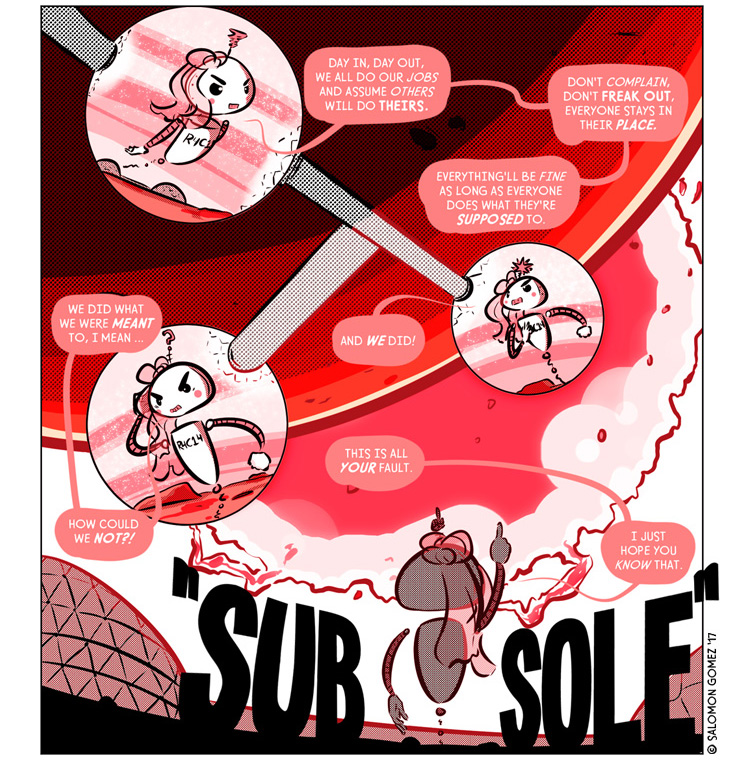 DAY IN, DAY OUT,
WE ALL DO OUR JOBS
AND ASSUME OTHERS
WILL DO THEIRS.
DON'T COMPLAIN,
DON'T FREAK OUT,
EVERYONE STAYS IN
THEIR PLACE.
EVERYTHING'LL BE FINE
AS LONG AS EVERYONE
DOES WHAT THEY'RE
SUPPOSED TO.
AND WE DID!
WE DID WHAT
WE WERE MEANT
TO, I MEAN ...
R4C14
HOW COULD
WE NOT?!
THIS IS ALL
YOUR FAULT.
I JUST
HOPE YOU
KNOW THAT.
"SUB SOLE"
© SALOMON GOMEZ '17